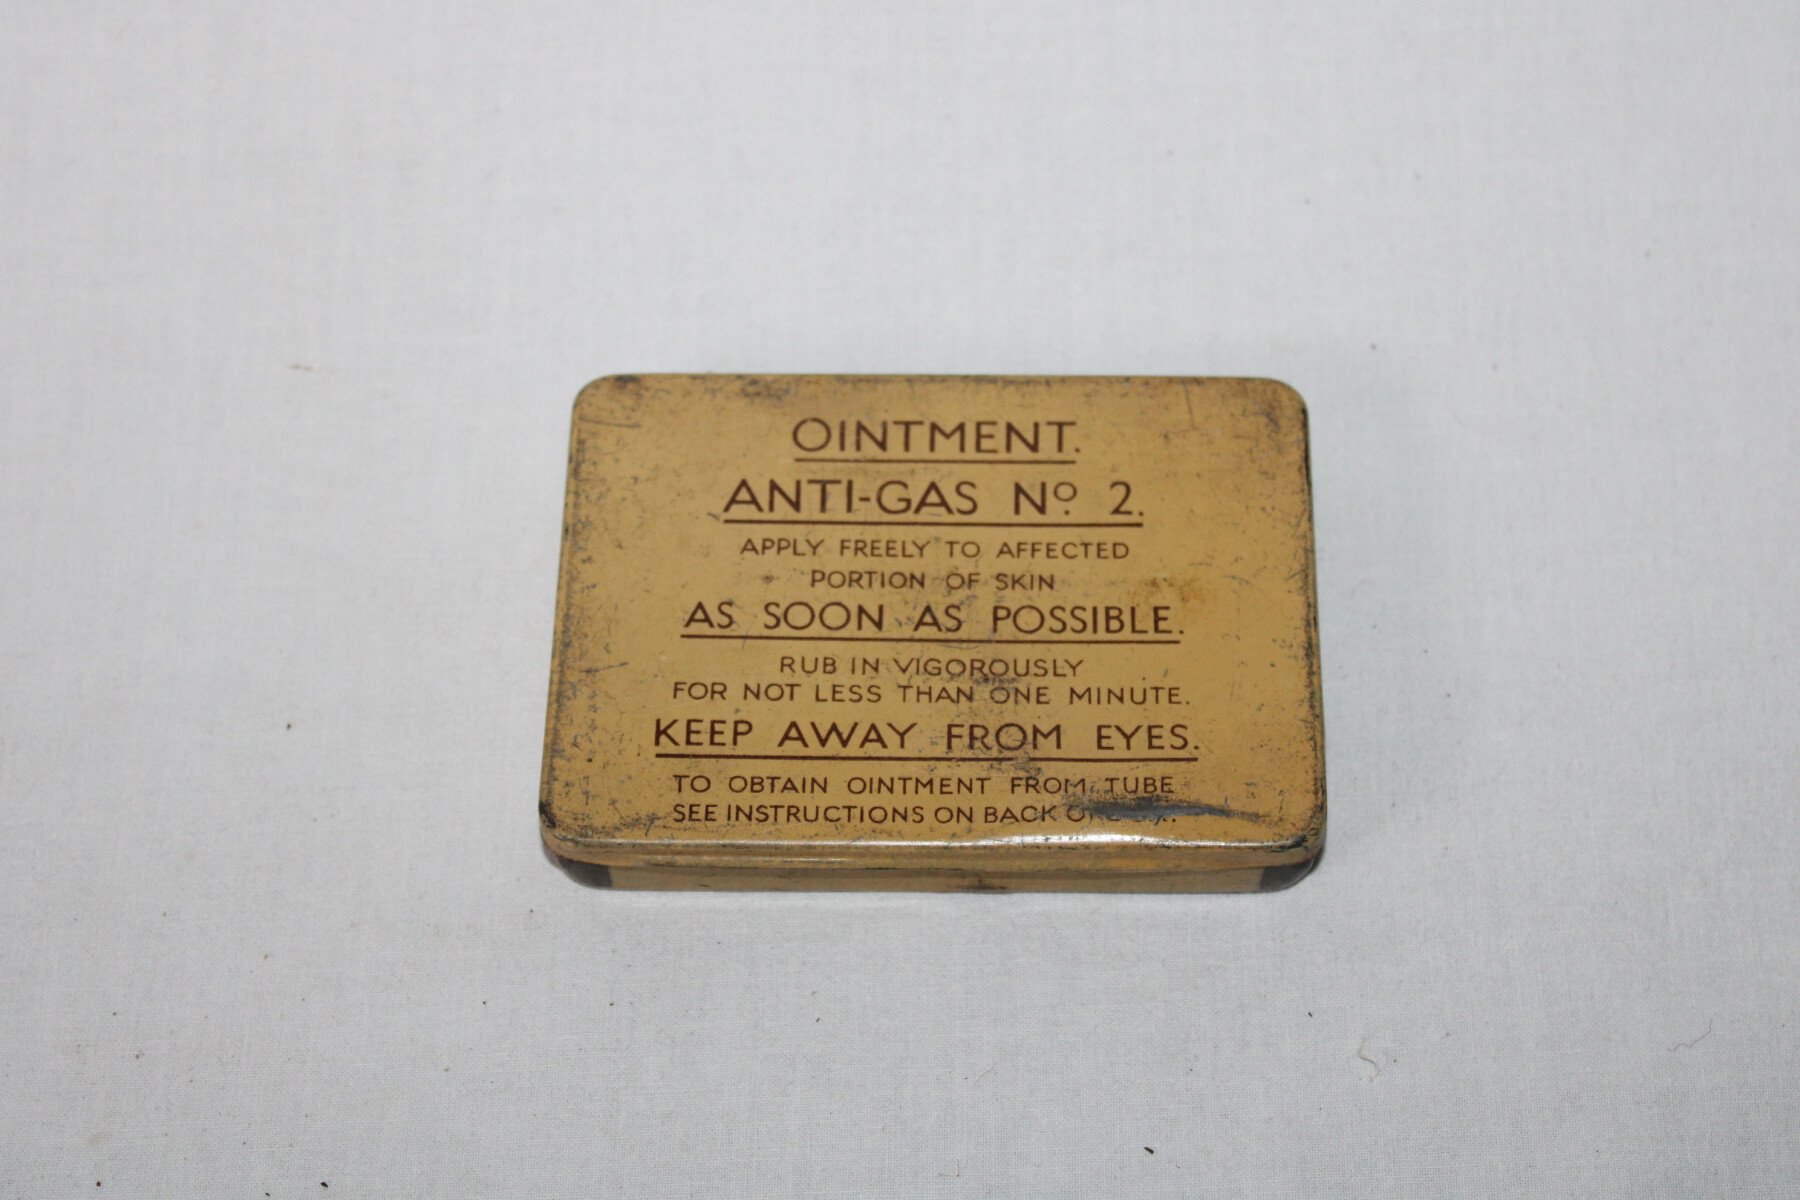 OINTMENT.
ANTI-GAS Nº 2.
APPLY FREELY TO AFFECTED
PORTION OF SKIN
AS SOON AS POSSIBLE.
RUB IN VIGOROUSLY
FOR NOT LESS THAN ONE MINUTE.
KEEP AWAY FROM EYES.
TO OBTAIN OINTMENT FROM TUBE
SEE INSTRUCTIONS ON BACK